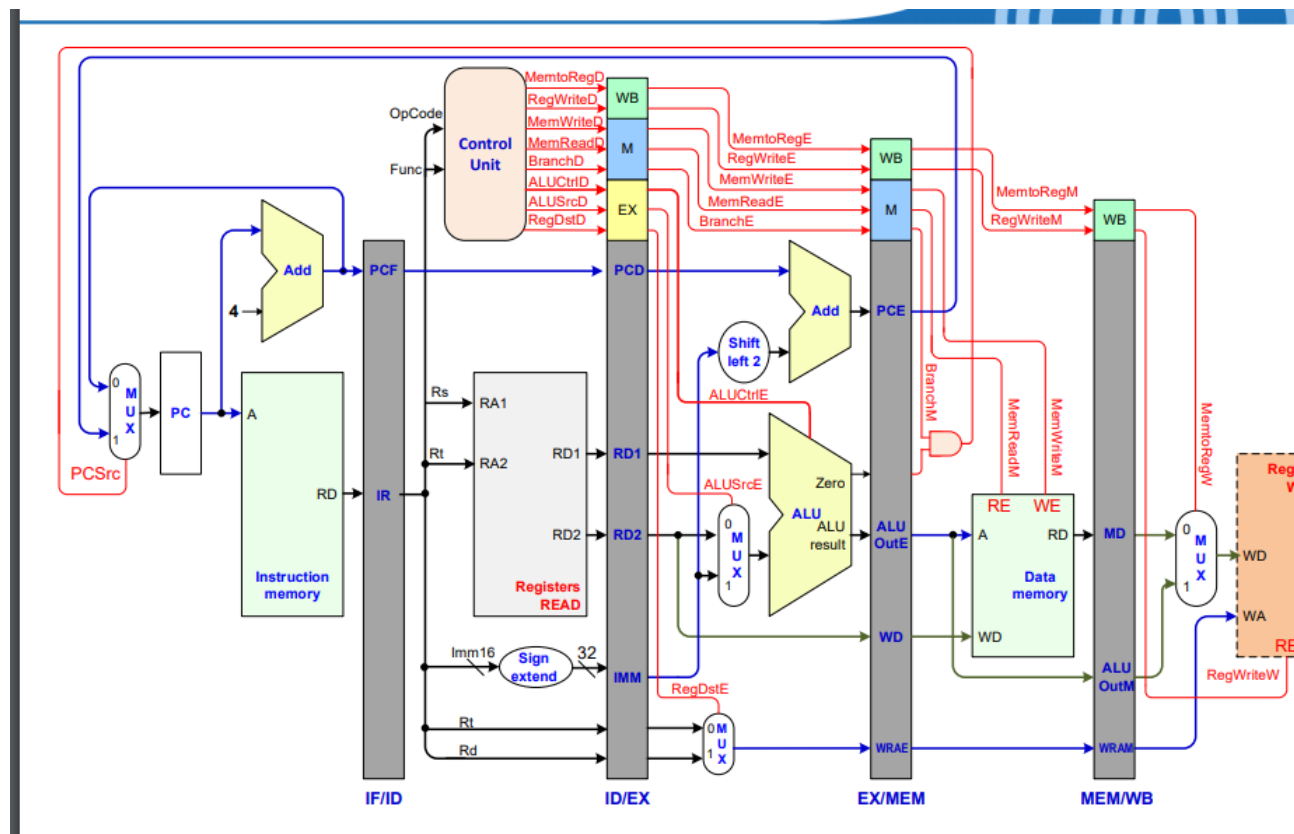 MemtoRegD
RegWriteD
MemWriteD
MemReadD
BranchD
ALUCtrlD
ALUSrcD
RegDstD
OpCode
Func
Control
Unit
WB
M
EX
MemtoRegE
RegWriteE
MemWriteE
MemReadE
BranchE
WB
M
MemtoRegM
RegWriteM
WB
Add
4
PCF
PCD
Add
PCE
Shift
left 2
0
M
U
X
1
PC
PCSrc
A
RD
Instruction
memory
IR
Rs
Rt
RA1
RA2
RD1
RD2
Registers
READ
RD1
RD2
ALUCtrlE
ALUSrcE
0
M
U
X
1
ALU
Zero
ALU
result
BranchM
MemReadM
MemWriteM
ALU
OutE
RE
WE
A
RD
Data
memory
WD
WD
MD
MemtoRegW
0
M
U
X
1
Reg
W
WD
WA
RE
RegWriteW
ALU
OutM
Imm16
Sign
extend
32
IMM
RegDstE
Rt
Rd
0
1
M
U
X
WRAE
WRAM
IF/ID
ID/EX
EX/MEM
MEM/WB